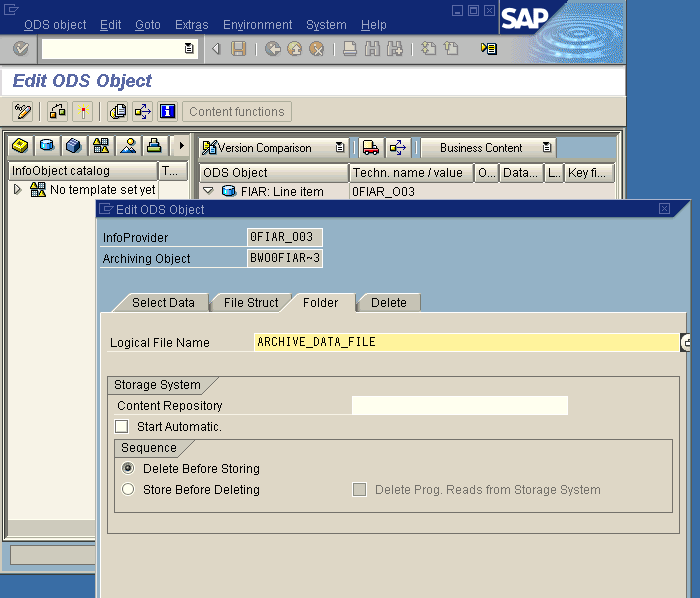 ODS object Edit Goto Extras Environment System Help
SAP
Edit ODS Object
Content functions
Version Comparison Business Content
InfoObject catalog T...
ODS Object Techn. name / value O... Data... L.. Key fi...
No template set yet
FIAR: Line item 0FIAR_O03
Edit ODS Object
InfoProvider 0FIAR_O03
Archiving Object BWO0FIAR~3
Select Data File Struct Folder Delete
Logical File Name ARCHIVE_DATA_FILE
Storage System
Content Repository
Start Automatic.
Sequence
Delete Before Storing
Store Before Deleting Delete Prog. Reads from Storage System